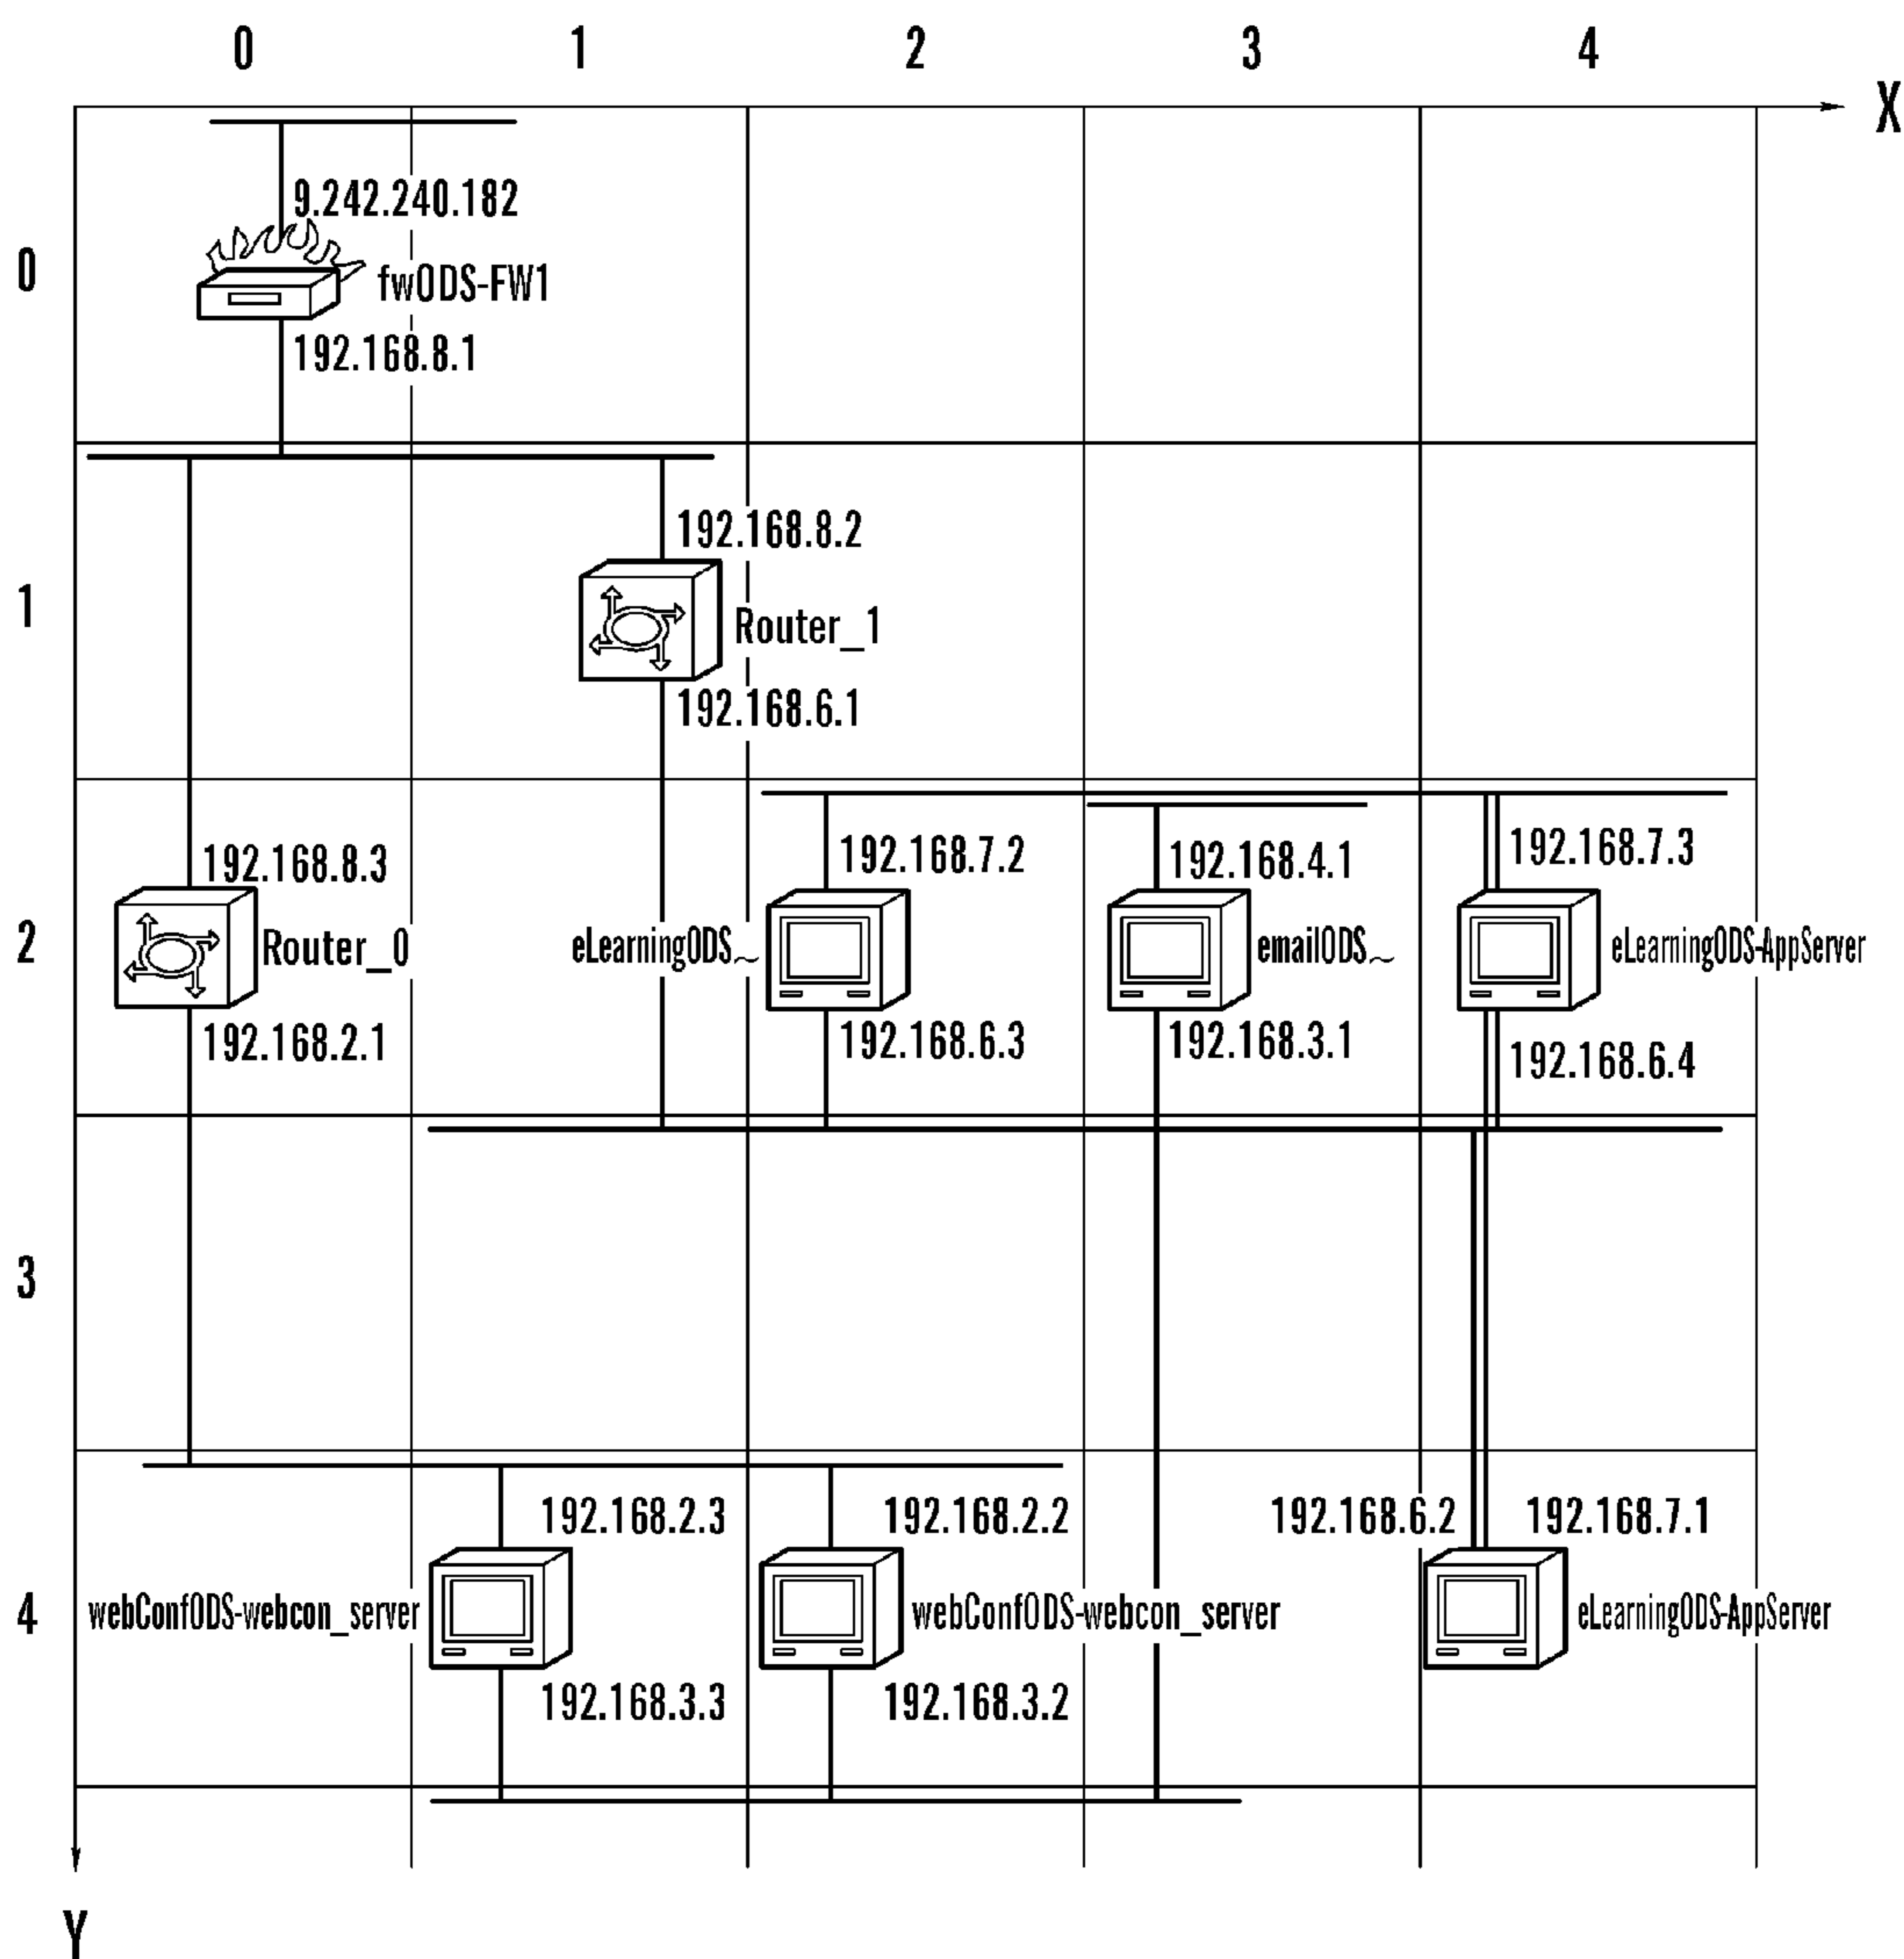 0 1 2 3 4
X
9.242.240.182
0
fwODS-FW1
192.168.8.1
192.168.8.2
1
Router_1
192.168.6.1
192.168.8.3
192.168.7.2
192.168.4.1
192.168.7.3
2
Router_0
eLearningODS~
emailODS~
eLearningODS-AppServer
192.168.2.1
192.168.6.3
192.168.3.1
192.168.6.4
3
192.168.2.3
192.168.2.2
192.168.6.2
192.168.7.1
4
webConfODS-webcon_server
webConfODS-webcon_server
eLearningODS-AppServer
192.168.3.3
192.168.3.2
Y